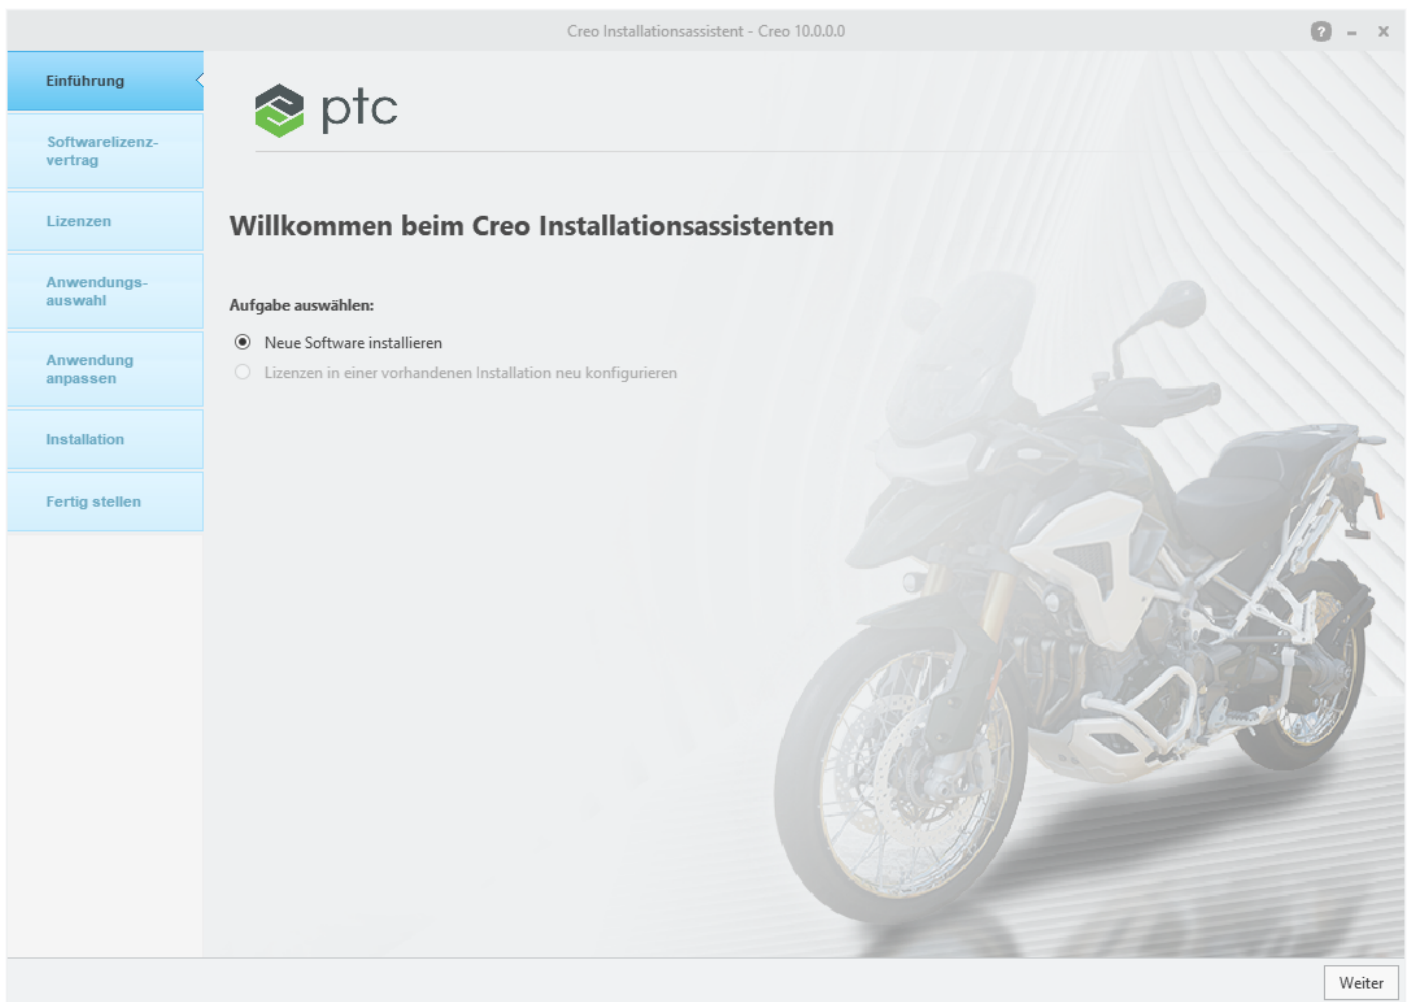 Creo Installationsassistent - Creo 10.0.0.0
?
Einführung
Softwarelizenz-
vertrag
Lizenzen
Anwendungs-
auswahl
Anwendung
anpassen
Installation
Fertig stellen
ptc
Willkommen beim Creo Installationsassistenten
Aufgabe auswählen:
Neue Software installieren
Lizenzen in einer vorhandenen Installation neu konfigurieren
Weiter